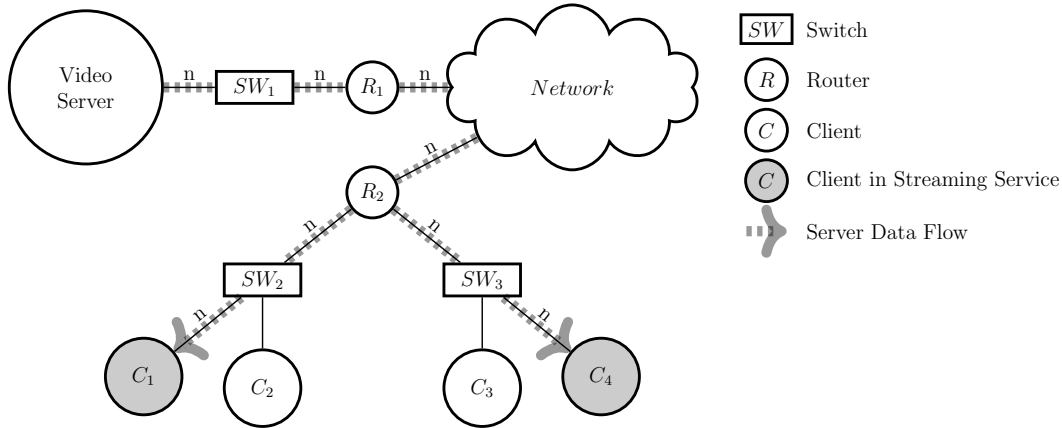 Video
Server
n
SW₁
n
R₁
n
Network
n
R₂
n
n
SW₂
SW₃
n
n
C₁
C₂
C₃
C₄
SW Switch
R Router
C Client
C Client in Streaming Service
Server Data Flow